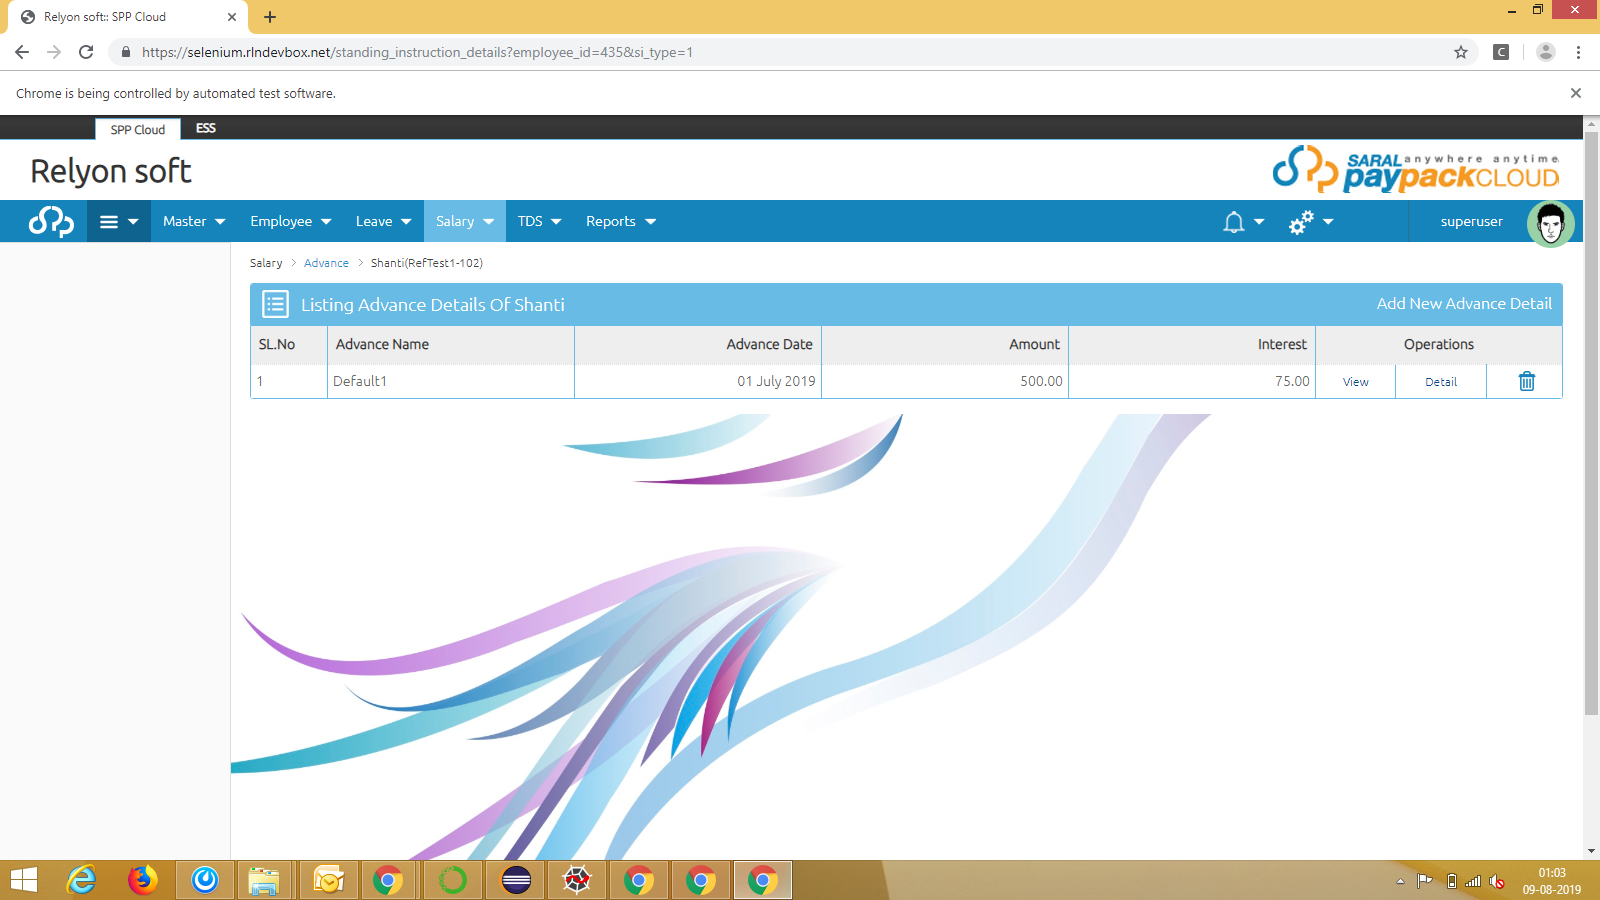 Relyon soft:: SPP Cloud
https://selenium.rlndevbox.net/standing_instruction_details?employee_id=435&si_type=1
C
Chrome is being controlled by automated test software.
SPP Cloud ESS
Relyon soft
SARAL anywhere anytime
paypackCLOUD
Master Employee Leave Salary TDS Reports superuser
Salary > Advance > Shanti(RefTest1-102)
Listing Advance Details Of Shanti Add New Advance Detail
SL.No Advance Name Advance Date Amount Interest Operations
1 Default1 01 July 2019 500.00 75.00 View Detail
01:03
09-08-2019